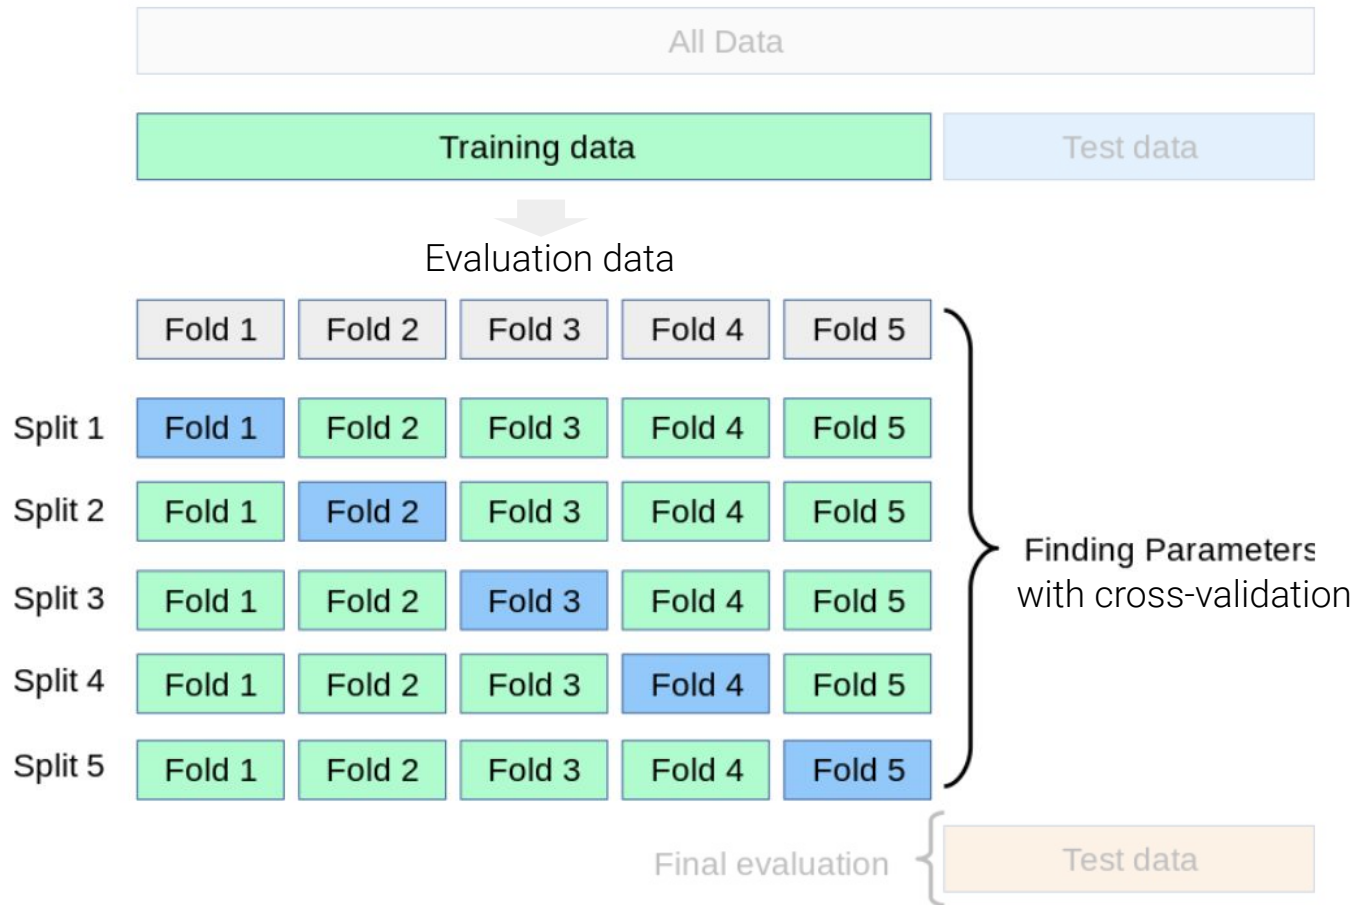 All Data
Training data Test data
Evaluation data
Fold 1 Fold 2 Fold 3 Fold 4 Fold 5
Split 1 Fold 1 Fold 2 Fold 3 Fold 4 Fold 5
Split 2 Fold 1 Fold 2 Fold 3 Fold 4 Fold 5
Finding Parameters
with cross-validation
Split 3 Fold 1 Fold 2 Fold 3 Fold 4 Fold 5
Split 4 Fold 1 Fold 2 Fold 3 Fold 4 Fold 5
Split 5 Fold 1 Fold 2 Fold 3 Fold 4 Fold 5
Final evaluation Test data